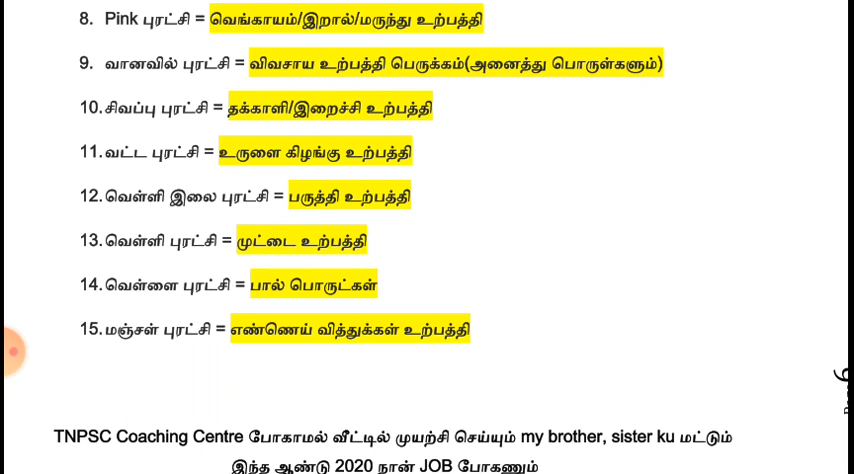 8. Pink புரட்சி = வெங்காயம்/இறால்/மருந்து உற்பத்தி
9. வானவில் புரட்சி = விவசாய உற்பத்தி பெருக்கம்(அனைத்து பொருள்களும்)
10. சிவப்பு புரட்சி = தக்காளி/இறைச்சி உற்பத்தி
11. வட்ட புரட்சி = உருளை கிழங்கு உற்பத்தி
12. வெள்ளி இலை புரட்சி = பருத்தி உற்பத்தி
13. வெள்ளி புரட்சி = முட்டை உற்பத்தி
14. வெள்ளை புரட்சி = பால் பொருட்கள்
15. மஞ்சள் புரட்சி = எண்ணெய் வித்துக்கள் உற்பத்தி
TNPSC Coaching Centre போகாமல் வீட்டில் முயற்சி செய்யும் my brother, sister ku மட்டும்
இந்த ஆண்டு 2020 நான் JOB போகணும்